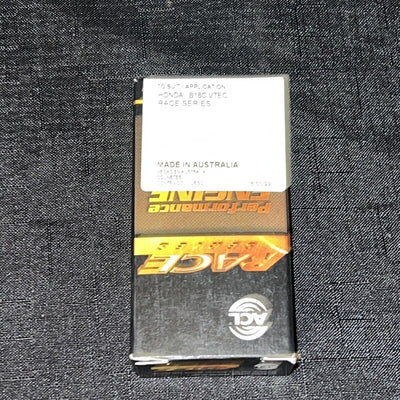 TO SUIT / APPLICATION
HONDA B18C VTEC
RACE SERIES
MADE IN AUSTRALIA
Performance
ENGINE
RACE
SERIES
ACL